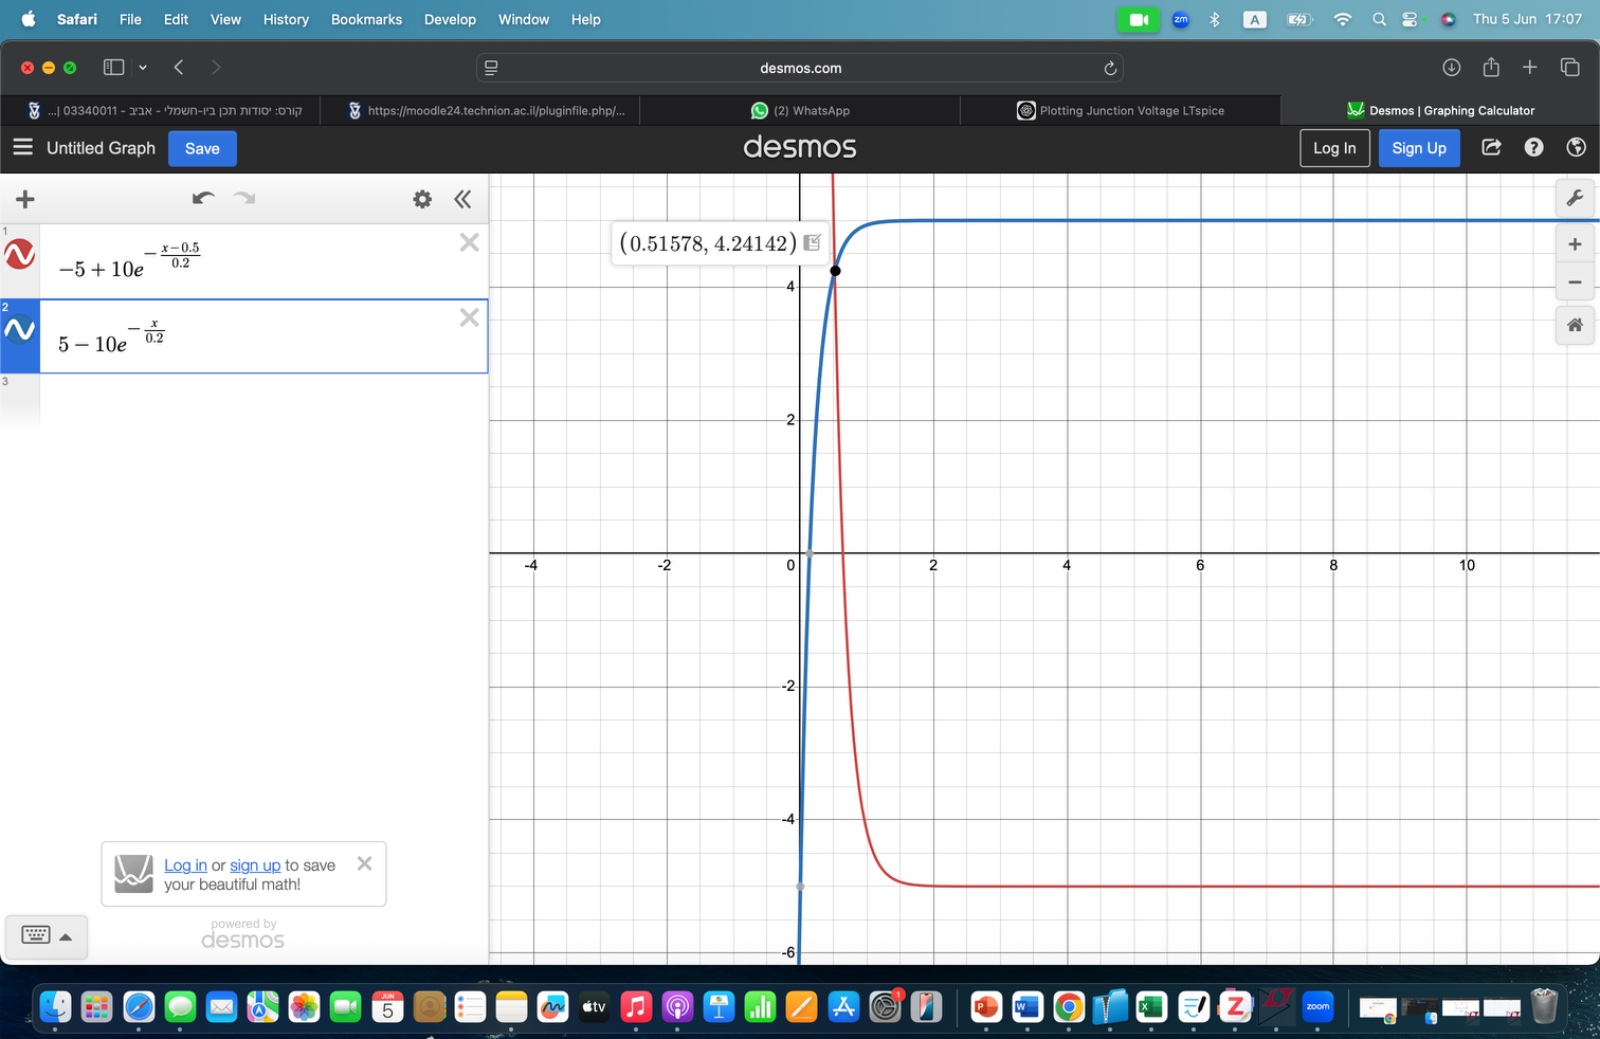 Safari File Edit View History Bookmarks Develop Window Help zm A Thu 5 Jun 17:07
desmos.com
קורס: יסודות תכן ביו-חשמלי - אביב - 03340011 |...
https://moodle24.technion.ac.il/pluginfile.php/...
(2) WhatsApp
Plotting Junction Voltage LTspice
Desmos | Graphing Calculator
Untitled Graph Save desmos Log In Sign Up
1 −5 + 10e^(−(x−0.5)/0.2)
2 5 − 10e^(−x/0.2)
3
(0.51578, 4.24142)
4
2
-4 -2 0 2 4 6 8 10
-2
-4
-6
Log in or sign up to save
your beautiful math!
powered by
desmos
JUN
5
tv
1
zoom